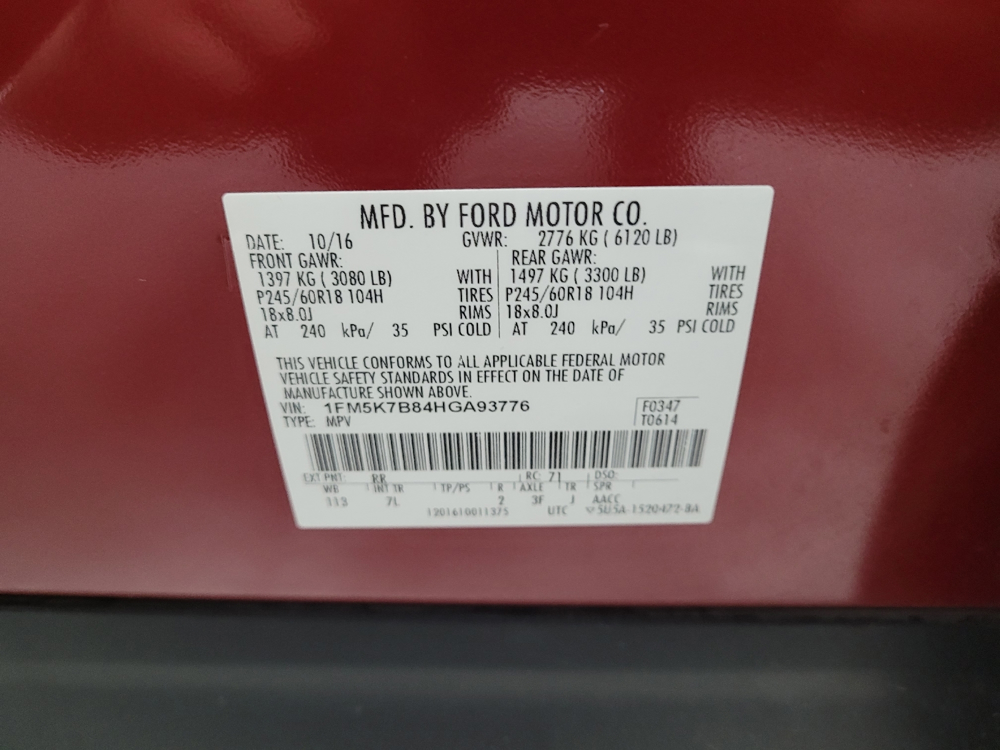 MFD. BY FORD MOTOR CO.
DATE: 10/16 GVWR: 2776 KG ( 6120 LB)
FRONT GAWR: REAR GAWR:
1397 KG ( 3080 LB) WITH 1497 KG ( 3300 LB) WITH
P245/60R18 104H TIRES P245/60R18 104H TIRES
18x8.0J RIMS 18x8.0J RIMS
AT 240 kPa/ 35 PSI COLD AT 240 kPa/ 35 PSI COLD
THIS VEHICLE CONFORMS TO ALL APPLICABLE FEDERAL MOTOR
VEHICLE SAFETY STANDARDS IN EFFECT ON THE DATE OF
MANUFACTURE SHOWN ABOVE.
VIN: 1FM5K7B84HGA93776 F0347
TYPE: MPV T0614
EXT PNT: RR RC: 71 DSO:
WB INT TR TP/PS R AXLE TR SPR
113 7L 2 3F J AACC
1201610011375 UTC ▽5U5A-1520472-BA